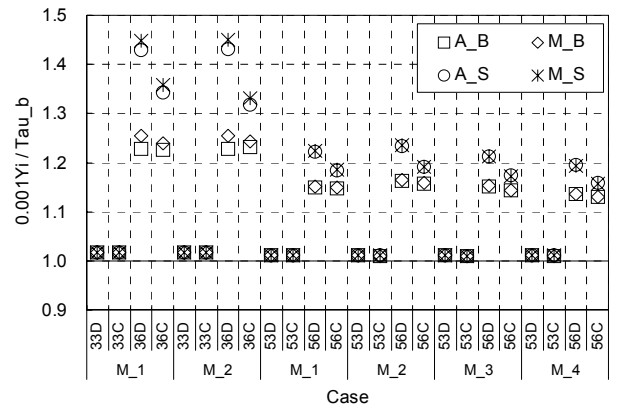 1.5
1.4
1.3
1.2
1.1
1.0
0.9
0.001Yi / Tau_b
A_B M_B
A_S M_S
33D 33C 36D 36C 33D 33C 36D 36C 53D 53C 56D 56C 53D 53C 56D 56C 53D 53C 56D 56C 53D 53C 56D 56C
M_1 M_2 M_1 M_2 M_3 M_4
Case